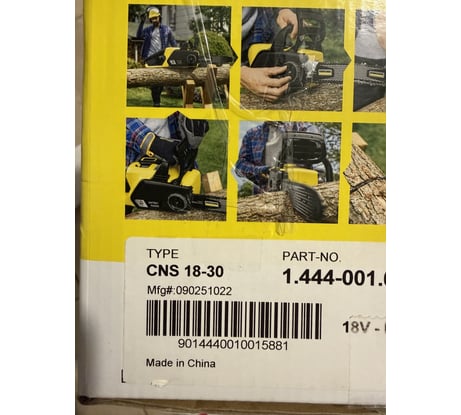 TYPE
CNS 18-30
Mfg#:090251022
PART-NO.
1.444-001.
18V -
9014440010015881
Made in China